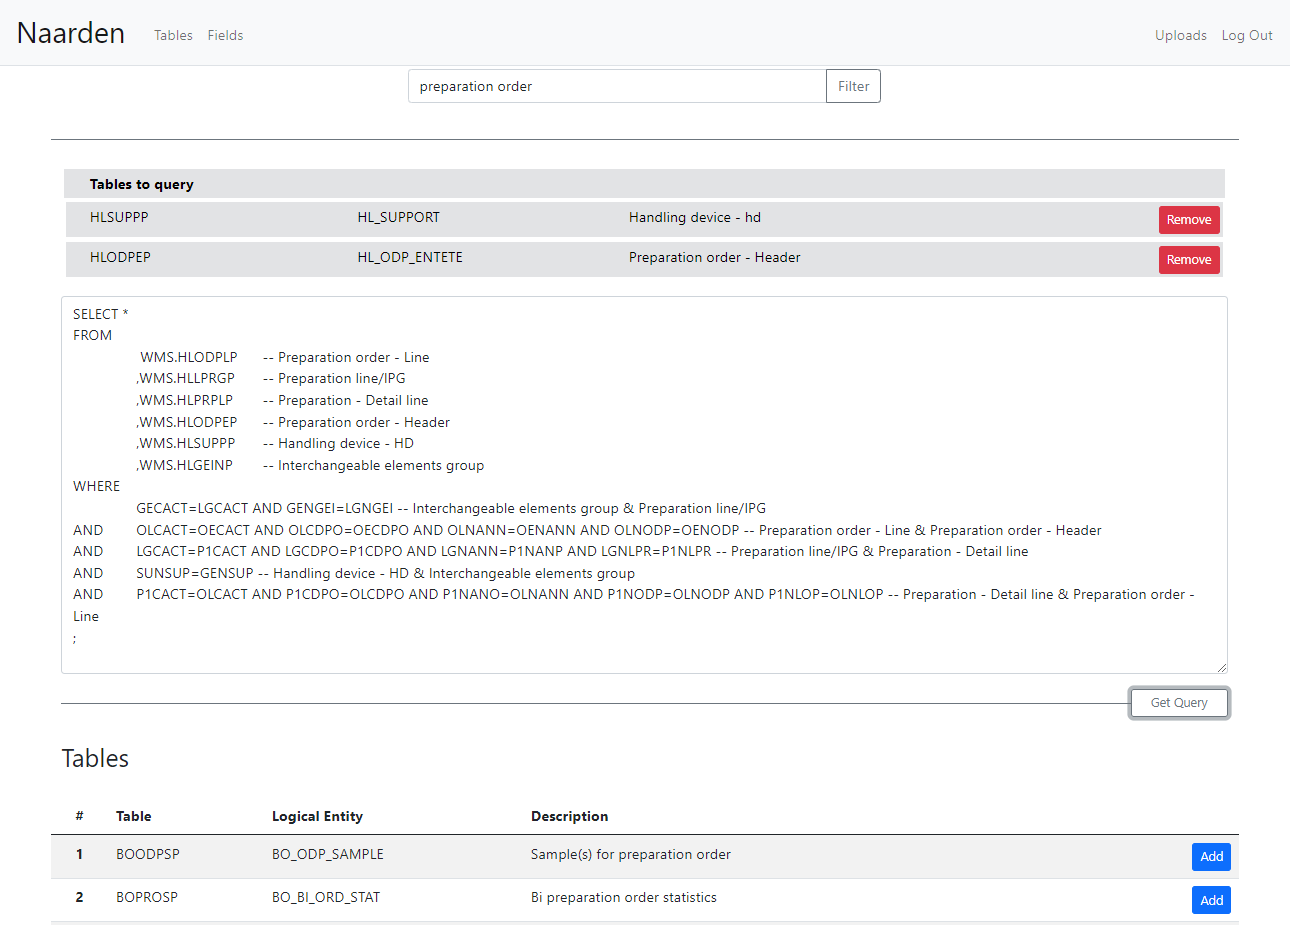 Naarden Tables Fields Uploads Log Out
preparation order Filter
Tables to query
HLSUPPP HL_SUPPORT Handling device - hd Remove
HLODPEP HL_ODP_ENTETE Preparation order - Header Remove
SELECT *
FROM
WMS.HLODPLP -- Preparation order - Line
,WMS.HLLPRGP -- Preparation line/IPG
,WMS.HLPRPLP -- Preparation - Detail line
,WMS.HLODPEP -- Preparation order - Header
,WMS.HLSUPPP -- Handling device - HD
,WMS.HLGEINP -- Interchangeable elements group
WHERE
GECACT=LGCACT AND GENGEI=LGNGEI -- Interchangeable elements group & Preparation line/IPG
AND OLCACT=OECACT AND OLCDPO=OECDPO AND OLNANN=OENANN AND OLNODP=OENODP -- Preparation order - Line & Preparation order - Header
AND LGCACT=P1CACT AND LGCDPO=P1CDPO AND LGNANN=P1NANP AND LGNLPR=P1NLPR -- Preparation line/IPG & Preparation - Detail line
AND SUNSUP=GENSUP -- Handling device - HD & Interchangeable elements group
AND P1CACT=OLCACT AND P1CDPO=OLCDPO AND P1NANO=OLNANN AND P1NODP=OLNODP AND P1NLOP=OLNLOP -- Preparation - Detail line & Preparation order -
Line
;
Get Query
Tables
# Table Logical Entity Description
1 BOODPSP BO_ODP_SAMPLE Sample(s) for preparation order Add
2 BOPROSP BO_BI_ORD_STAT Bi preparation order statistics Add